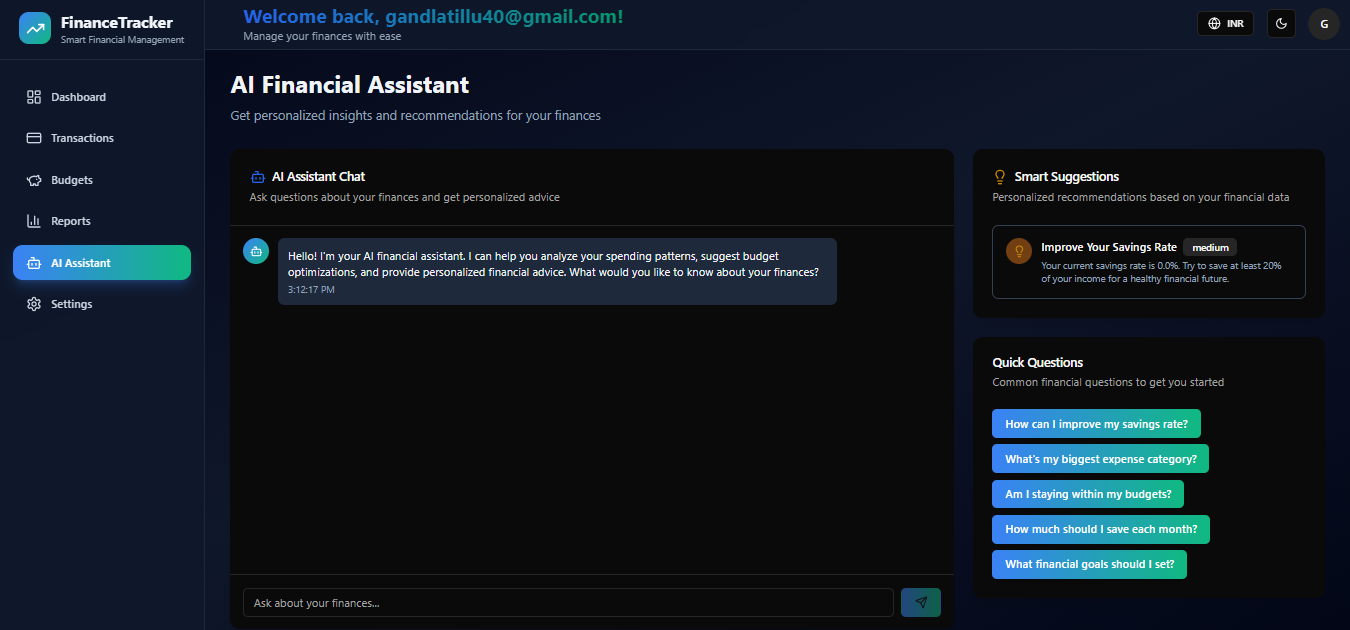 FinanceTracker
Smart Financial Management
Welcome back, gandlatillu40@gmail.com!
Manage your finances with ease
INR
G
Dashboard
Transactions
Budgets
Reports
AI Assistant
Settings
AI Financial Assistant
Get personalized insights and recommendations for your finances
AI Assistant Chat
Ask questions about your finances and get personalized advice
Hello! I'm your AI financial assistant. I can help you analyze your spending patterns, suggest budget
optimizations, and provide personalized financial advice. What would you like to know about your finances?
3:12:17 PM
Ask about your finances...
Smart Suggestions
Personalized recommendations based on your financial data
Improve Your Savings Rate medium
Your current savings rate is 0.0%. Try to save at least 20%
of your income for a healthy financial future.
Quick Questions
Common financial questions to get you started
How can I improve my savings rate?
What's my biggest expense category?
Am I staying within my budgets?
How much should I save each month?
What financial goals should I set?